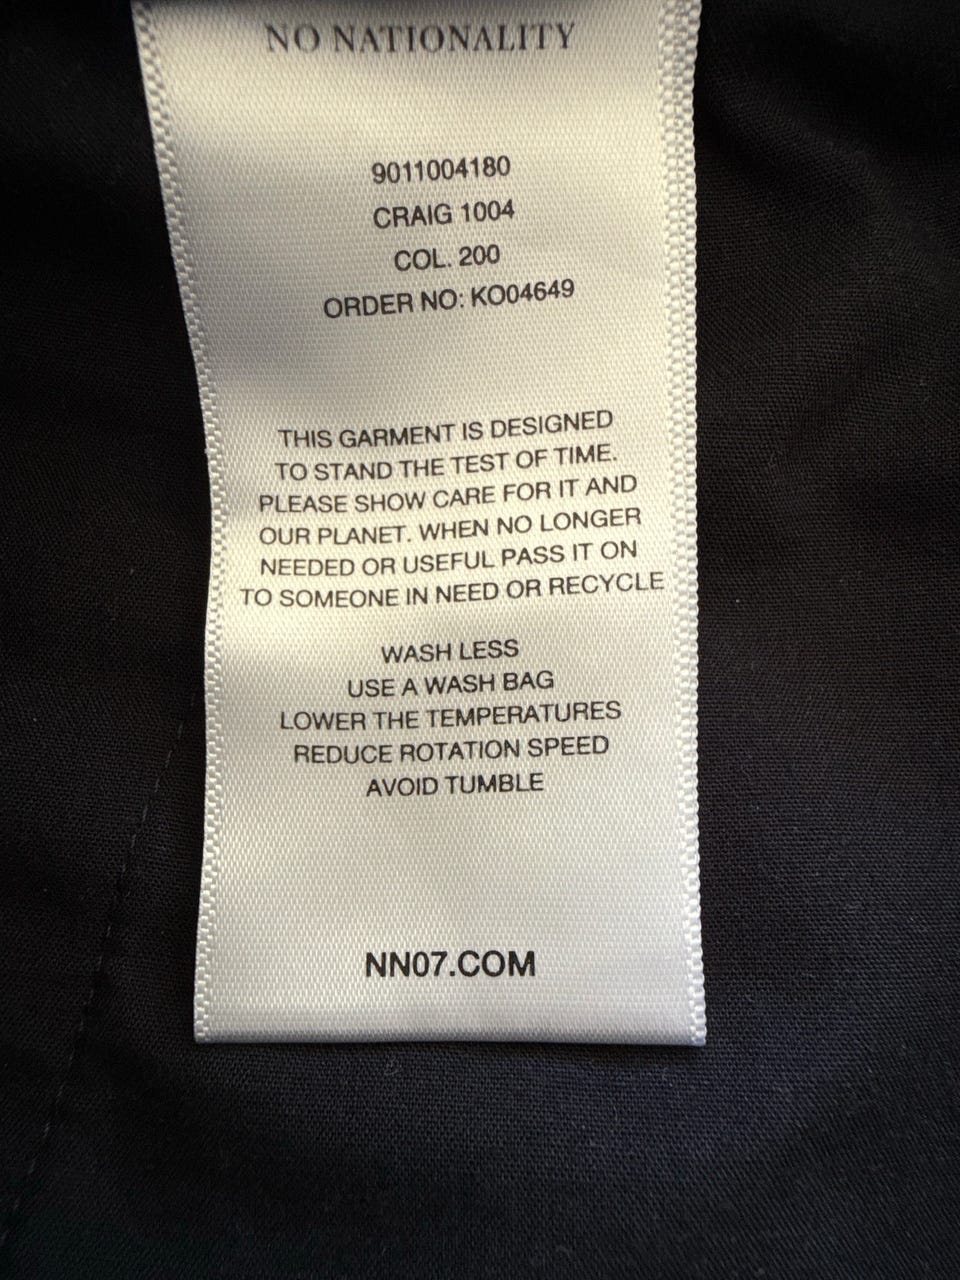 NO NATIONALITY
9011004180
CRAIG 1004
COL. 200
ORDER NO: KO04649
THIS GARMENT IS DESIGNED
TO STAND THE TEST OF TIME.
PLEASE SHOW CARE FOR IT AND
OUR PLANET. WHEN NO LONGER
NEEDED OR USEFUL PASS IT ON
TO SOMEONE IN NEED OR RECYCLE
WASH LESS
USE A WASH BAG
LOWER THE TEMPERATURES
REDUCE ROTATION SPEED
AVOID TUMBLE
NN07.COM